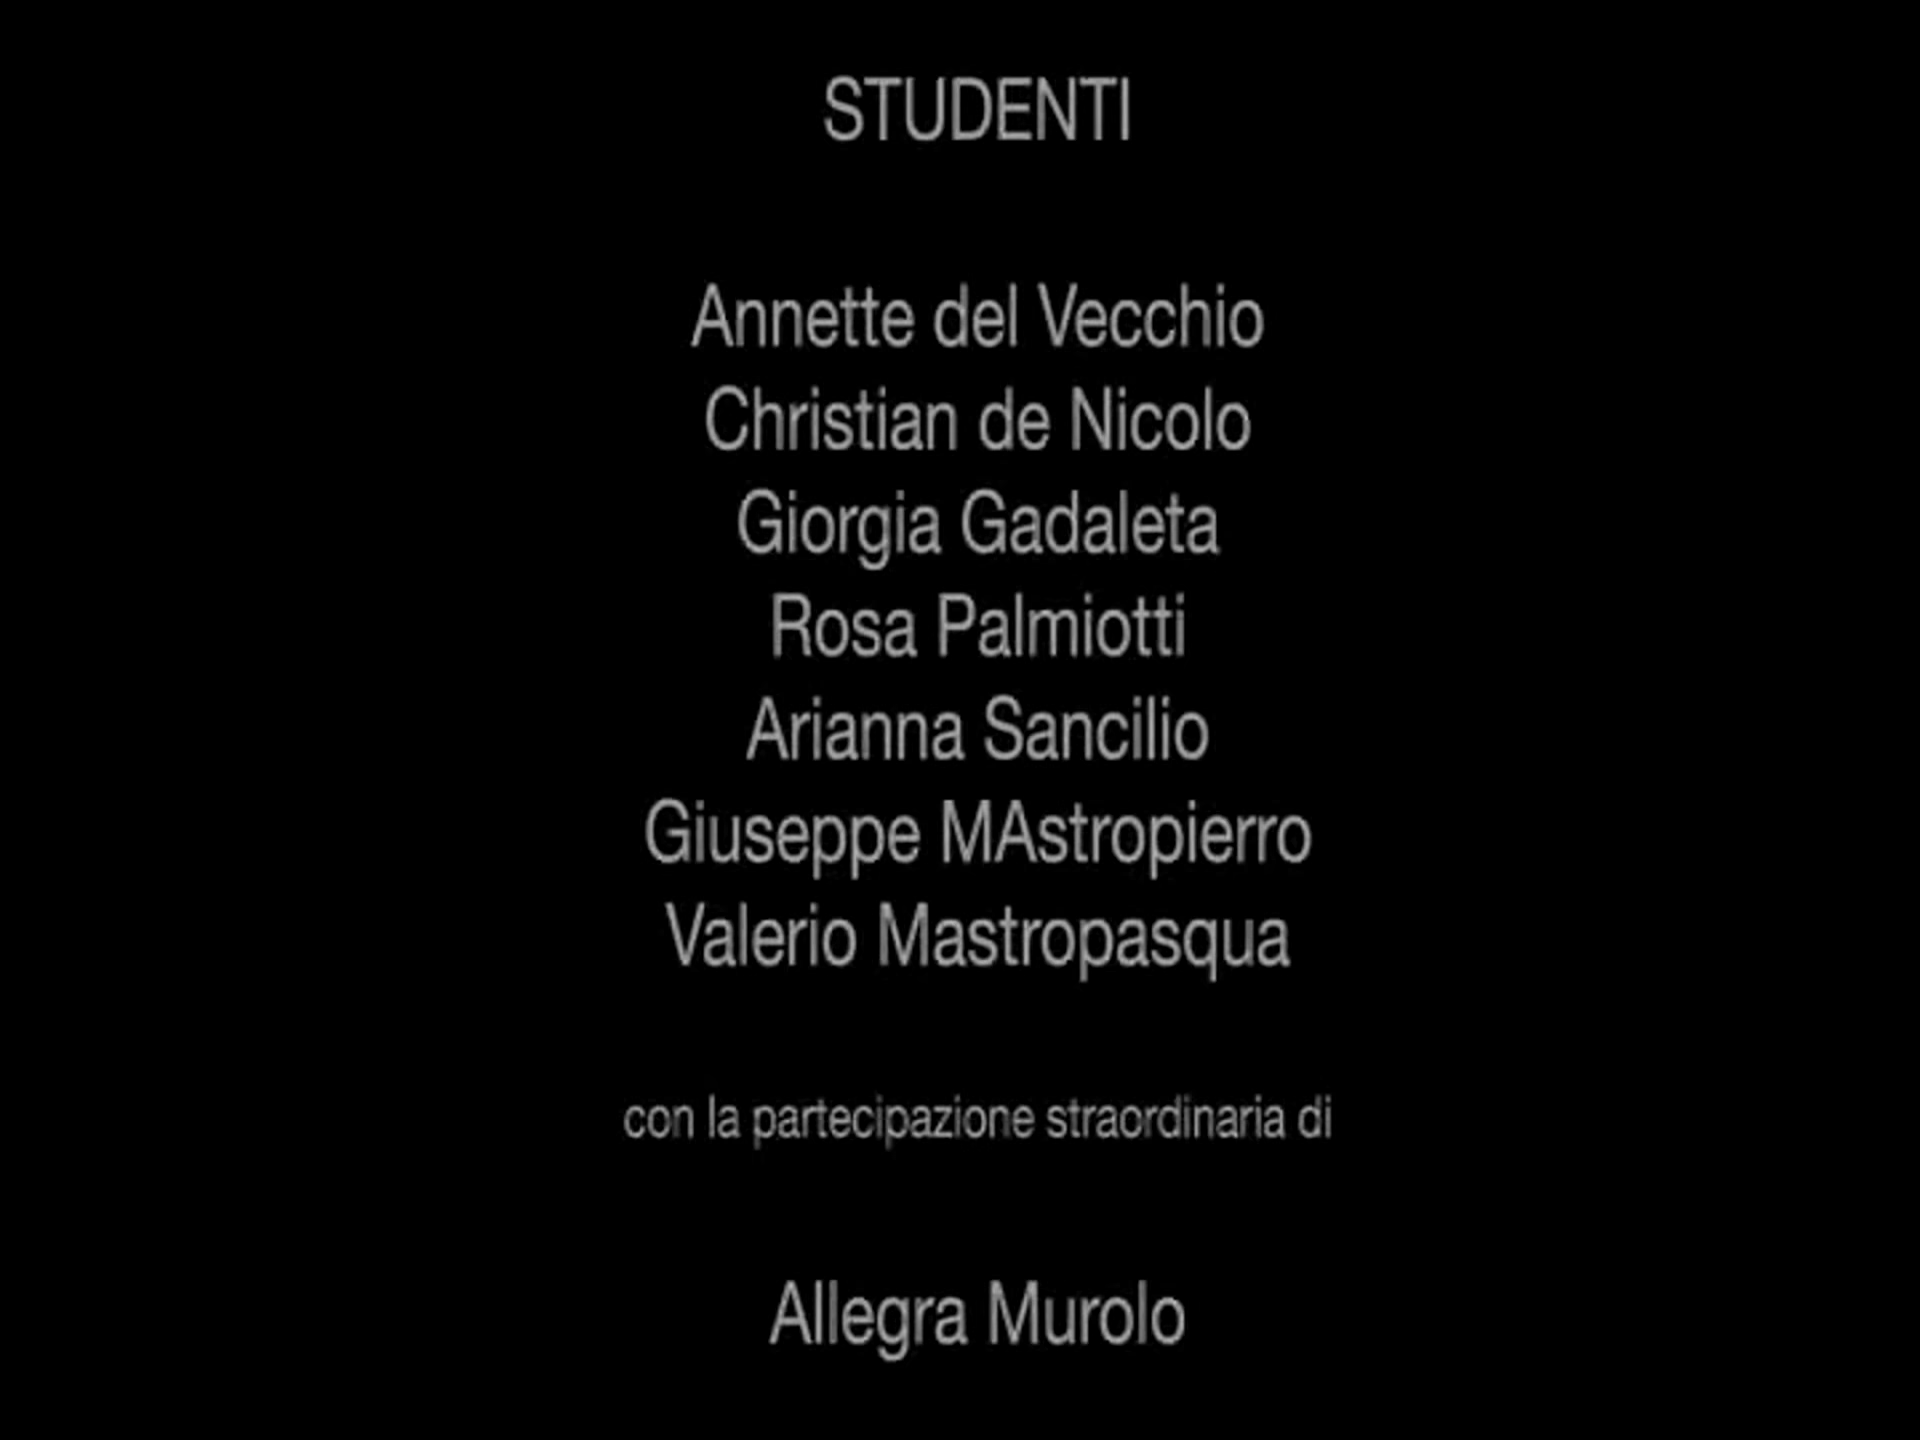 STUDENTI
Annette del Vecchio
Christian de Nicolo
Giorgia Gadaleta
Rosa Palmiotti
Arianna Sancilio
Giuseppe MAstropierro
Valerio Mastropasqua
con la partecipazione straordinaria di
Allegra Murolo